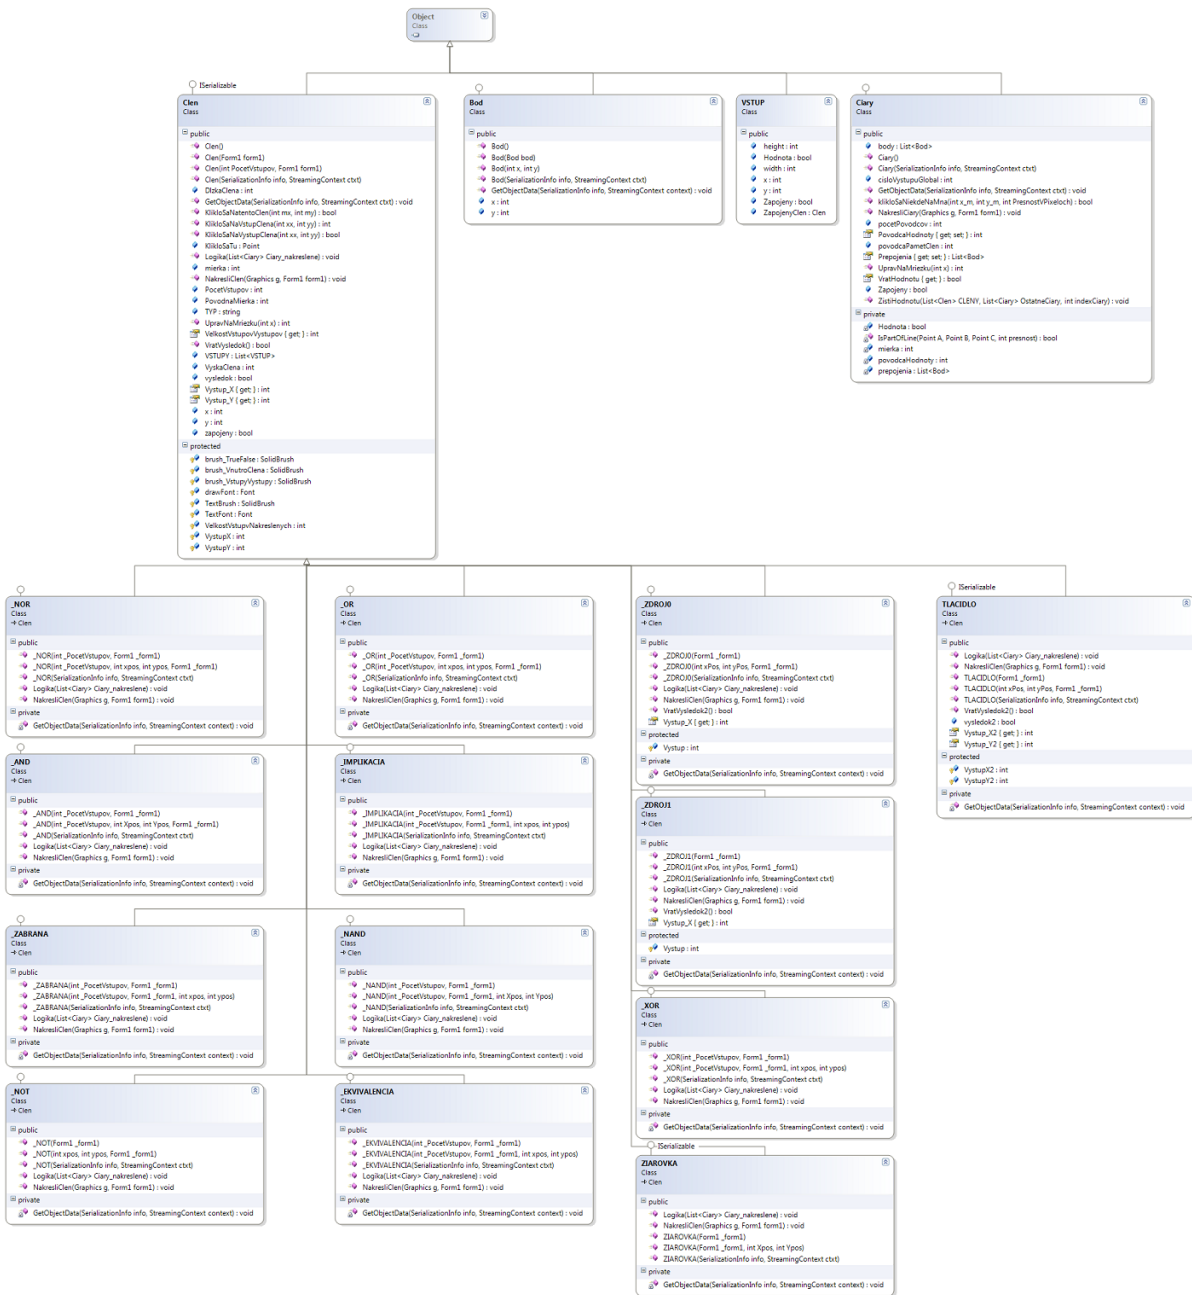 Object
Class
ISerializable
Clen
Class
public
Clen()
Clen(Form1 form1)
Clen(int PocetVstupov, Form1 form1)
Clen(SerializationInfo info, StreamingContext ctxt)
DlzkaClena : int
GetObjectData(SerializationInfo info, StreamingContext ctxt) : void
KlikloSaNatentoClen(int mx, int my) : bool
KlikloSaNaVstupClena(int xx, int yy) : int
KlikloSaNaVystupClena(int xx, int yy) : bool
KlikloSaTu : Point
Logika(List<Ciary> Ciary_nakreslene) : void
mierka : int
NakresliClen(Graphics g, Form1 form1) : void
PocetVstupov : int
PovodnaMierka : int
TYP : string
UpravNaMriezku(int x) : int
VelkostVstupovVystupov { get; } : int
VratVysledok() : bool
VSTUPY : List<VSTUP>
VyskaClena : int
vysledok : bool
Vystup_X { get; } : int
Vystup_Y { get; } : int
x : int
y : int
zapojeny : bool
protected
brush_TrueFalse : SolidBrush
brush_VnutroClena : SolidBrush
brush_VstupyVystupy : SolidBrush
drawFont : Font
TextBrush : SolidBrush
TextFont : Font
VelkostVstupvNakreslenych : int
VystupX : int
VystupY : int
Bod
Class
public
Bod()
Bod(Bod bod)
Bod(int x, int y)
Bod(SerializationInfo info, StreamingContext ctxt)
GetObjectData(SerializationInfo info, StreamingContext context) : void
x : int
y : int
VSTUP
Class
public
height : int
Hodnota : bool
width : int
x : int
y : int
Zapojeny : bool
ZapojenyClen : Clen
Ciary
Class
public
body : List<Bod>
Ciary()
Ciary(SerializationInfo info, StreamingContext ctxt)
cisloVystupuGlobal : int
GetObjectData(SerializationInfo info, StreamingContext ctxt) : void
klikloSaNiekdeNaMna(int x_m, int y_m, int PresnostVPixeloch) : bool
NakresliCiary(Graphics g, Form1 form1) : void
pocetPovodcov : int
PovodcaHodnoty { get; set; } : int
povodcaPametClen : int
Prepojenia { get; set; } : List<Bod>
UpravNaMriezku(int x) : int
VratHodnotu { get; } : bool
Zapojeny : bool
ZistiHodnotu(List<Clen> CLENY, List<Ciary> OstatneCiary, int indexCiary) : void
private
Hodnota : bool
IsPartOfLine(Point A, Point B, Point C, int presnost) : bool
mierka : int
povodcaHodnoty : int
prepojenia : List<Bod>
_NOR
Class
Clen
public
_NOR(int _PocetVstupov, Form1 _form1)
_NOR(int _PocetVstupov, int xpos, int ypos, Form1 _form1)
_NOR(SerializationInfo info, StreamingContext ctxt)
Logika(List<Ciary> Ciary_nakreslene) : void
NakresliClen(Graphics g, Form1 form1) : void
private
GetObjectData(SerializationInfo info, StreamingContext context) : void
_OR
Class
Clen
public
_OR(int _PocetVstupov, Form1 _form1)
_OR(int _PocetVstupov, int xpos, int ypos, Form1 _form1)
_OR(SerializationInfo info, StreamingContext ctxt)
Logika(List<Ciary> Ciary_nakreslene) : void
NakresliClen(Graphics g, Form1 form1) : void
private
GetObjectData(SerializationInfo info, StreamingContext context) : void
_ZDROJ0
Class
Clen
public
_ZDROJ0(Form1 _form1)
_ZDROJ0(int xPos, int yPos, Form1 _form1)
_ZDROJ0(SerializationInfo info, StreamingContext ctxt)
Logika(List<Ciary> Ciary_nakreslene) : void
NakresliClen(Graphics g, Form1 form1) : void
VratVysledok2() : bool
Vystup_X { get; } : int
protected
Vystup : int
private
GetObjectData(SerializationInfo info, StreamingContext context) : void
ISerializable
TLACIDLO
Class
Clen
public
Logika(List<Ciary> Ciary_nakreslene) : void
NakresliClen(Graphics g, Form1 form1) : void
TLACIDLO(Form1 _form1)
TLACIDLO(int xPos, int yPos, Form1 _form1)
TLACIDLO(SerializationInfo info, StreamingContext ctxt)
VratVysledok2() : bool
vysledok2 : bool
Vystup_X2 { get; } : int
Vystup_Y2 { get; } : int
protected
VystupX2 : int
VystupY2 : int
private
GetObjectData(SerializationInfo info, StreamingContext context) : void
_AND
Class
Clen
public
_AND(int _PocetVstupov, Form1 _form1)
_AND(int _PocetVstupov, int Xpos, int Ypos, Form1 _form1)
_AND(SerializationInfo info, StreamingContext ctxt)
Logika(List<Ciary> Ciary_nakreslene) : void
NakresliClen(Graphics g, Form1 form1) : void
private
GetObjectData(SerializationInfo info, StreamingContext context) : void
_IMPLIKACIA
Class
Clen
public
_IMPLIKACIA(int _PocetVstupov, Form1 _form1)
_IMPLIKACIA(int _PocetVstupov, Form1 _form1, int xpos, int ypos)
_IMPLIKACIA(SerializationInfo info, StreamingContext ctxt)
Logika(List<Ciary> Ciary_nakreslene) : void
NakresliClen(Graphics g, Form1 form1) : void
private
GetObjectData(SerializationInfo info, StreamingContext context) : void
_ZDROJ1
Class
Clen
public
_ZDROJ1(Form1 _form1)
_ZDROJ1(int xPos, int yPos, Form1 _form1)
_ZDROJ1(SerializationInfo info, StreamingContext ctxt)
Logika(List<Ciary> Ciary_nakreslene) : void
NakresliClen(Graphics g, Form1 form1) : void
VratVysledok2() : bool
Vystup_X { get; } : int
protected
Vystup : int
private
GetObjectData(SerializationInfo info, StreamingContext context) : void
_ZABRANA
Class
Clen
public
_ZABRANA(int _PocetVstupov, Form1 _form1)
_ZABRANA(int _PocetVstupov, Form1 _form1, int xpos, int ypos)
_ZABRANA(SerializationInfo info, StreamingContext ctxt)
Logika(List<Ciary> Ciary_nakreslene) : void
NakresliClen(Graphics g, Form1 form1) : void
private
GetObjectData(SerializationInfo info, StreamingContext context) : void
_NAND
Class
Clen
public
_NAND(int _PocetVstupov, Form1 _form1)
_NAND(int _PocetVstupov, Form1 _form1, int Xpos, int Ypos)
_NAND(SerializationInfo info, StreamingContext ctxt)
Logika(List<Ciary> Ciary_nakreslene) : void
NakresliClen(Graphics g, Form1 form1) : void
private
GetObjectData(SerializationInfo info, StreamingContext context) : void
_XOR
Class
Clen
public
_XOR(int _PocetVstupov, Form1 _form1)
_XOR(int _PocetVstupov, Form1 _form1, int xpos, int ypos)
_XOR(SerializationInfo info, StreamingContext ctxt)
Logika(List<Ciary> Ciary_nakreslene) : void
NakresliClen(Graphics g, Form1 form1) : void
private
GetObjectData(SerializationInfo info, StreamingContext context) : void
_NOT
Class
Clen
public
_NOT(Form1 _form1)
_NOT(int xpos, int ypos, Form1 _form1)
_NOT(SerializationInfo info, StreamingContext ctxt)
Logika(List<Ciary> Ciary_nakreslene) : void
NakresliClen(Graphics g, Form1 form1) : void
private
GetObjectData(SerializationInfo info, StreamingContext context) : void
_EKVIVALENCIA
Class
Clen
public
_EKVIVALENCIA(int _PocetVstupov, Form1 _form1)
_EKVIVALENCIA(int _PocetVstupov, Form1 _form1, int xpos, int ypos)
_EKVIVALENCIA(SerializationInfo info, StreamingContext ctxt)
Logika(List<Ciary> Ciary_nakreslene) : void
NakresliClen(Graphics g, Form1 form1) : void
private
GetObjectData(SerializationInfo info, StreamingContext context) : void
ISerializable
ZIAROVKA
Class
Clen
public
Logika(List<Ciary> Ciary_nakreslene) : void
NakresliClen(Graphics g, Form1 form1) : void
ZIAROVKA(Form1 _form1)
ZIAROVKA(Form1 _form1, int Xpos, int Ypos)
ZIAROVKA(SerializationInfo info, StreamingContext ctxt)
private
GetObjectData(SerializationInfo info, StreamingContext context) : void